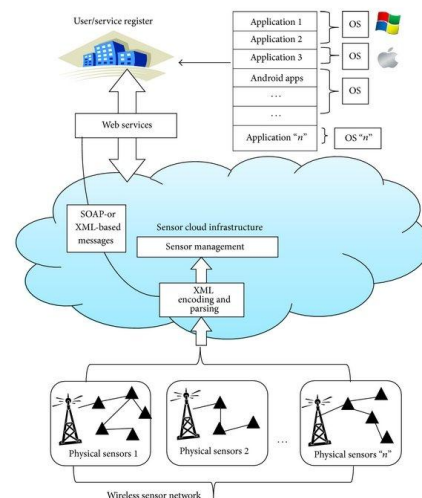 User/service register
Application 1
Application 2
Application 3
Android apps
...
...
Application "n"
OS
OS
OS
OS "n"
Web services
SOAP-or
XML-based
messages
Sensor cloud infrastructure
Sensor management
XML
encoding and
parsing
Physical sensors 1
Physical sensors 2
...
Physical sensors "n"
Wireless sensor network